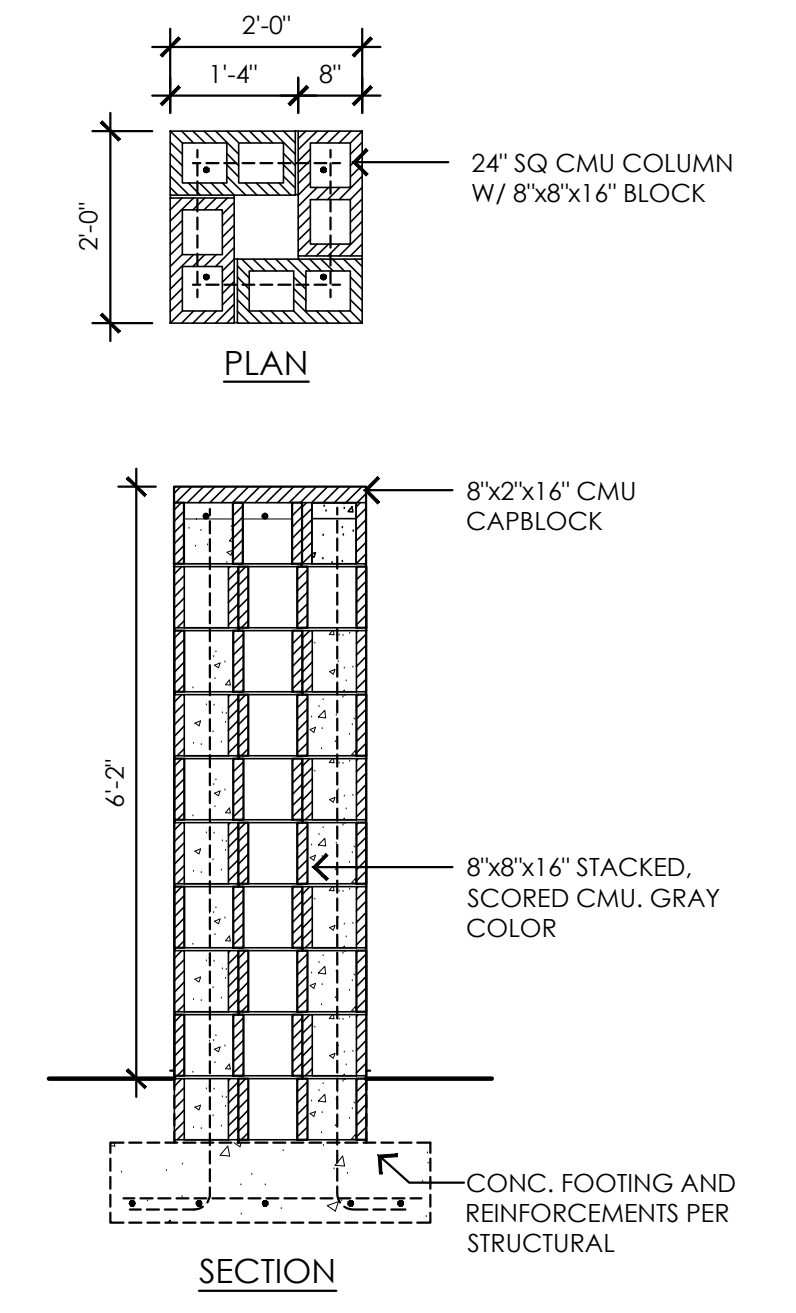 2'-0"
1'-4" 8"
2'-0"
24" SQ CMU COLUMN
W/ 8"x8"x16" BLOCK
PLAN
8"x2"x16" CMU
CAPBLOCK
6'-2"
8"x8"x16" STACKED,
SCORED CMU. GRAY
COLOR
CONC. FOOTING AND
REINFORCEMENTS PER
STRUCTURAL
SECTION